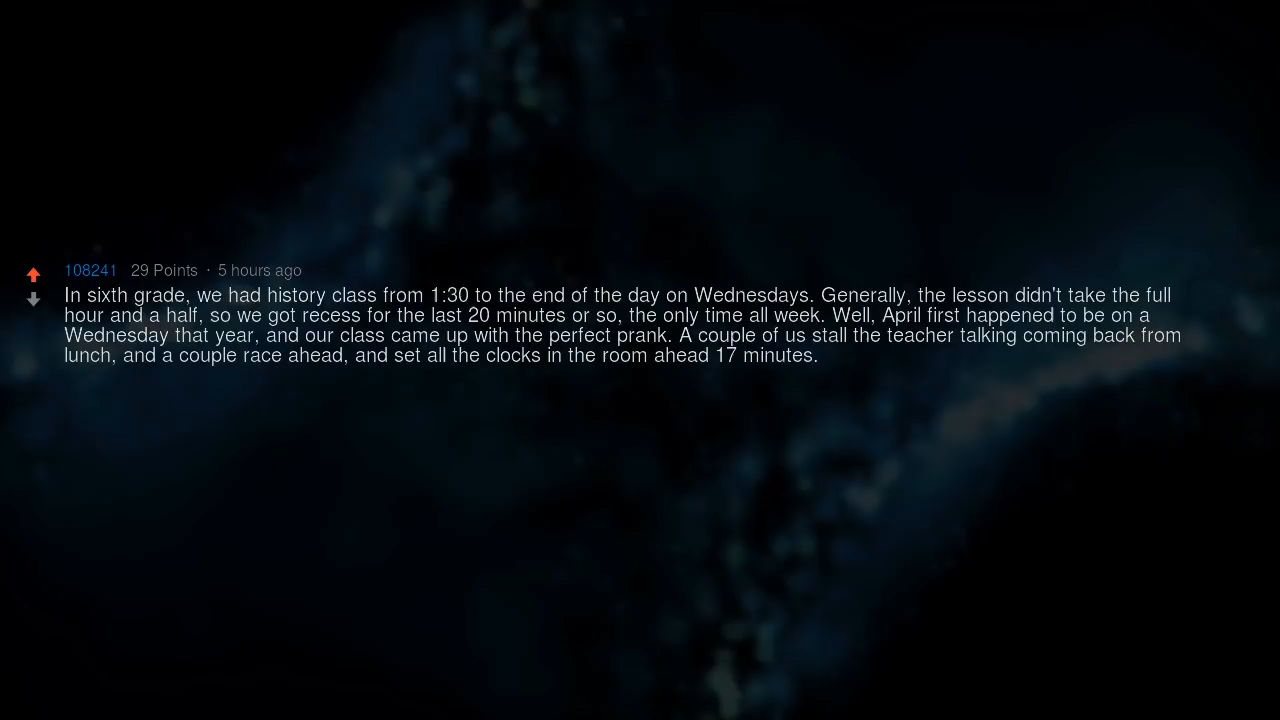 108241 29 Points · 5 hours ago
In sixth grade, we had history class from 1:30 to the end of the day on Wednesdays. Generally, the lesson didn't take the full
hour and a half, so we got recess for the last 20 minutes or so, the only time all week. Well, April first happened to be on a
Wednesday that year, and our class came up with the perfect prank. A couple of us stall the teacher talking coming back from
lunch, and a couple race ahead, and set all the clocks in the room ahead 17 minutes.